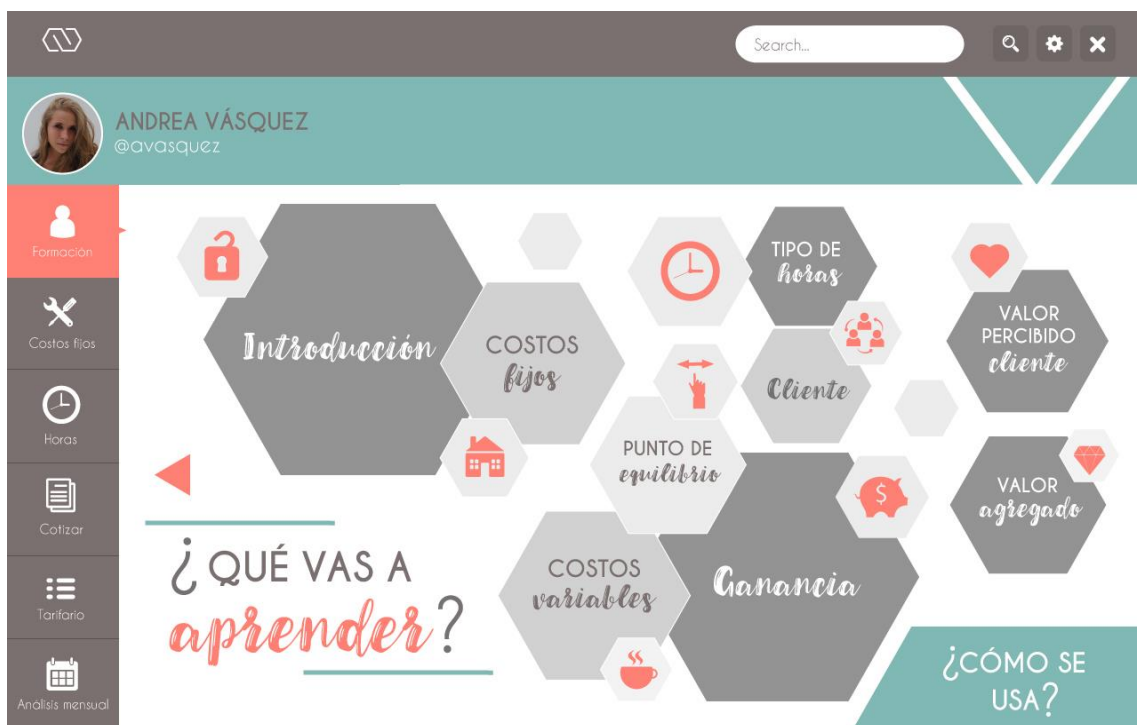 Search...
ANDREA VÁSQUEZ
@avasquez
Formación
Costos fijos
Horas
Cotizar
Tarifario
Análisis mensual
Introducción
COSTOS
fijos
TIPO DE
horas
Cliente
PUNTO DE
equilibrio
VALOR
PERCIBIDO
cliente
VALOR
agregado
$
Ganancia
COSTOS
variables
¿QUÉ VAS A
aprender?
¿CÓMO SE
USA?